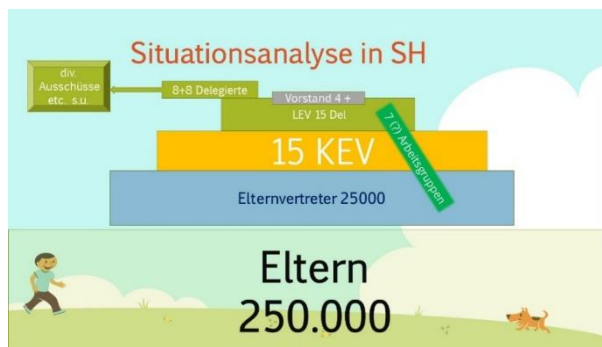 Situationsanalyse in SH
div.
Ausschüsse
etc. s.u.
8+8 Delegierte
Vorstand 4 +
LEV 15 Del
7 (?) Arbeitsgruppen
15 KEV
Elternvertreter 25000
Eltern
250.000